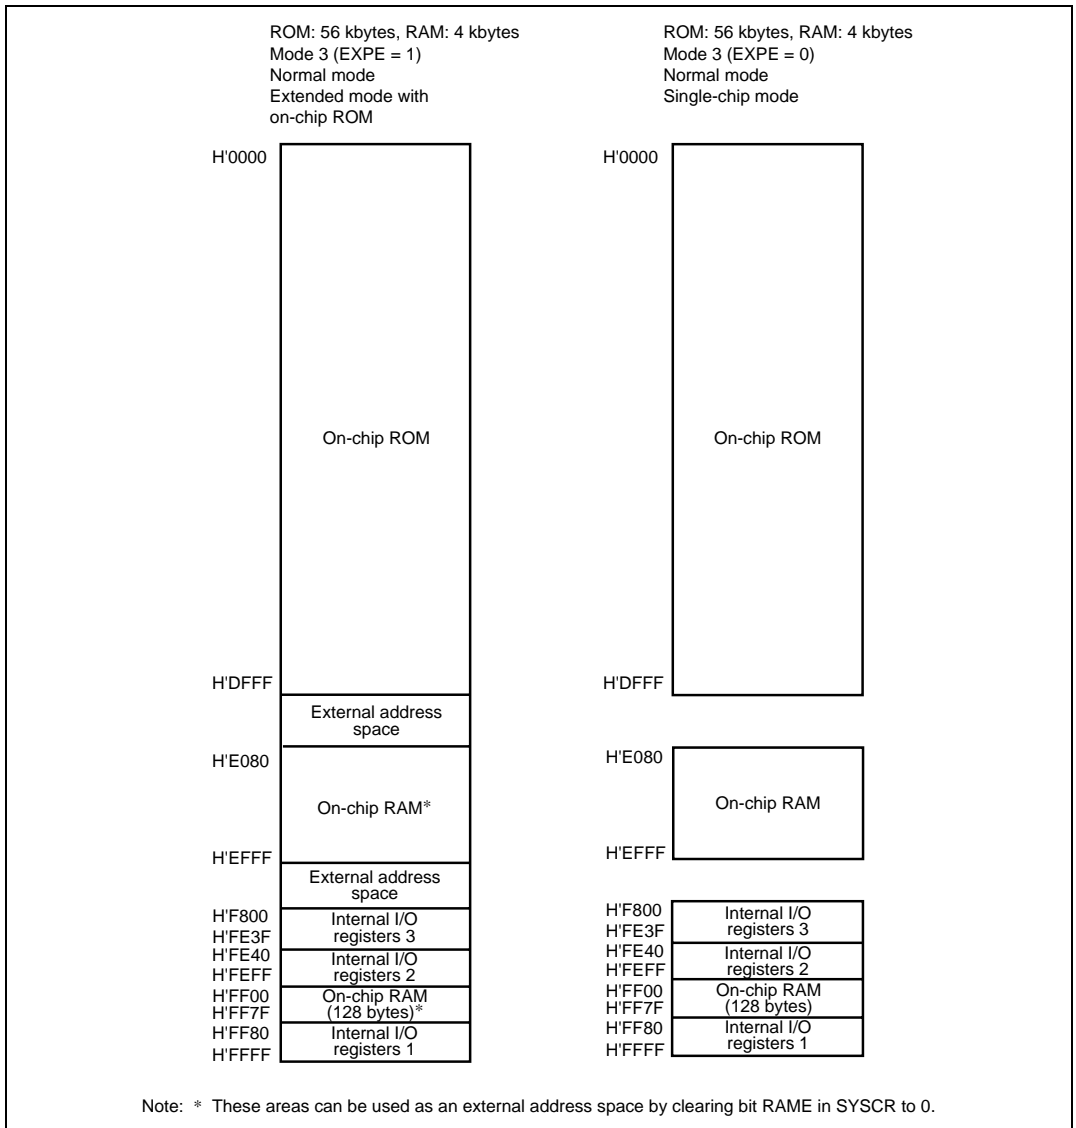 ROM: 56 kbytes, RAM: 4 kbytes
Mode 3 (EXPE = 1)
Normal mode
Extended mode with
on-chip ROM
H'0000
On-chip ROM
H'DFFF
External address
space
H'E080
On-chip RAM*
H'EFFF
External address
space
H'F800
Internal I/O
registers 3
H'FE3F
H'FE40
Internal I/O
registers 2
H'FEFF
H'FF00
On-chip RAM
(128 bytes)*
H'FF7F
H'FF80
Internal I/O
registers 1
H'FFFF
ROM: 56 kbytes, RAM: 4 kbytes
Mode 3 (EXPE = 0)
Normal mode
Single-chip mode
H'0000
On-chip ROM
H'DFFF
H'E080
On-chip RAM
H'EFFF
H'F800
Internal I/O
registers 3
H'FE3F
H'FE40
Internal I/O
registers 2
H'FEFF
H'FF00
On-chip RAM
(128 bytes)
H'FF7F
H'FF80
Internal I/O
registers 1
H'FFFF
Note: * These areas can be used as an external address space by clearing bit RAME in SYSCR to 0.